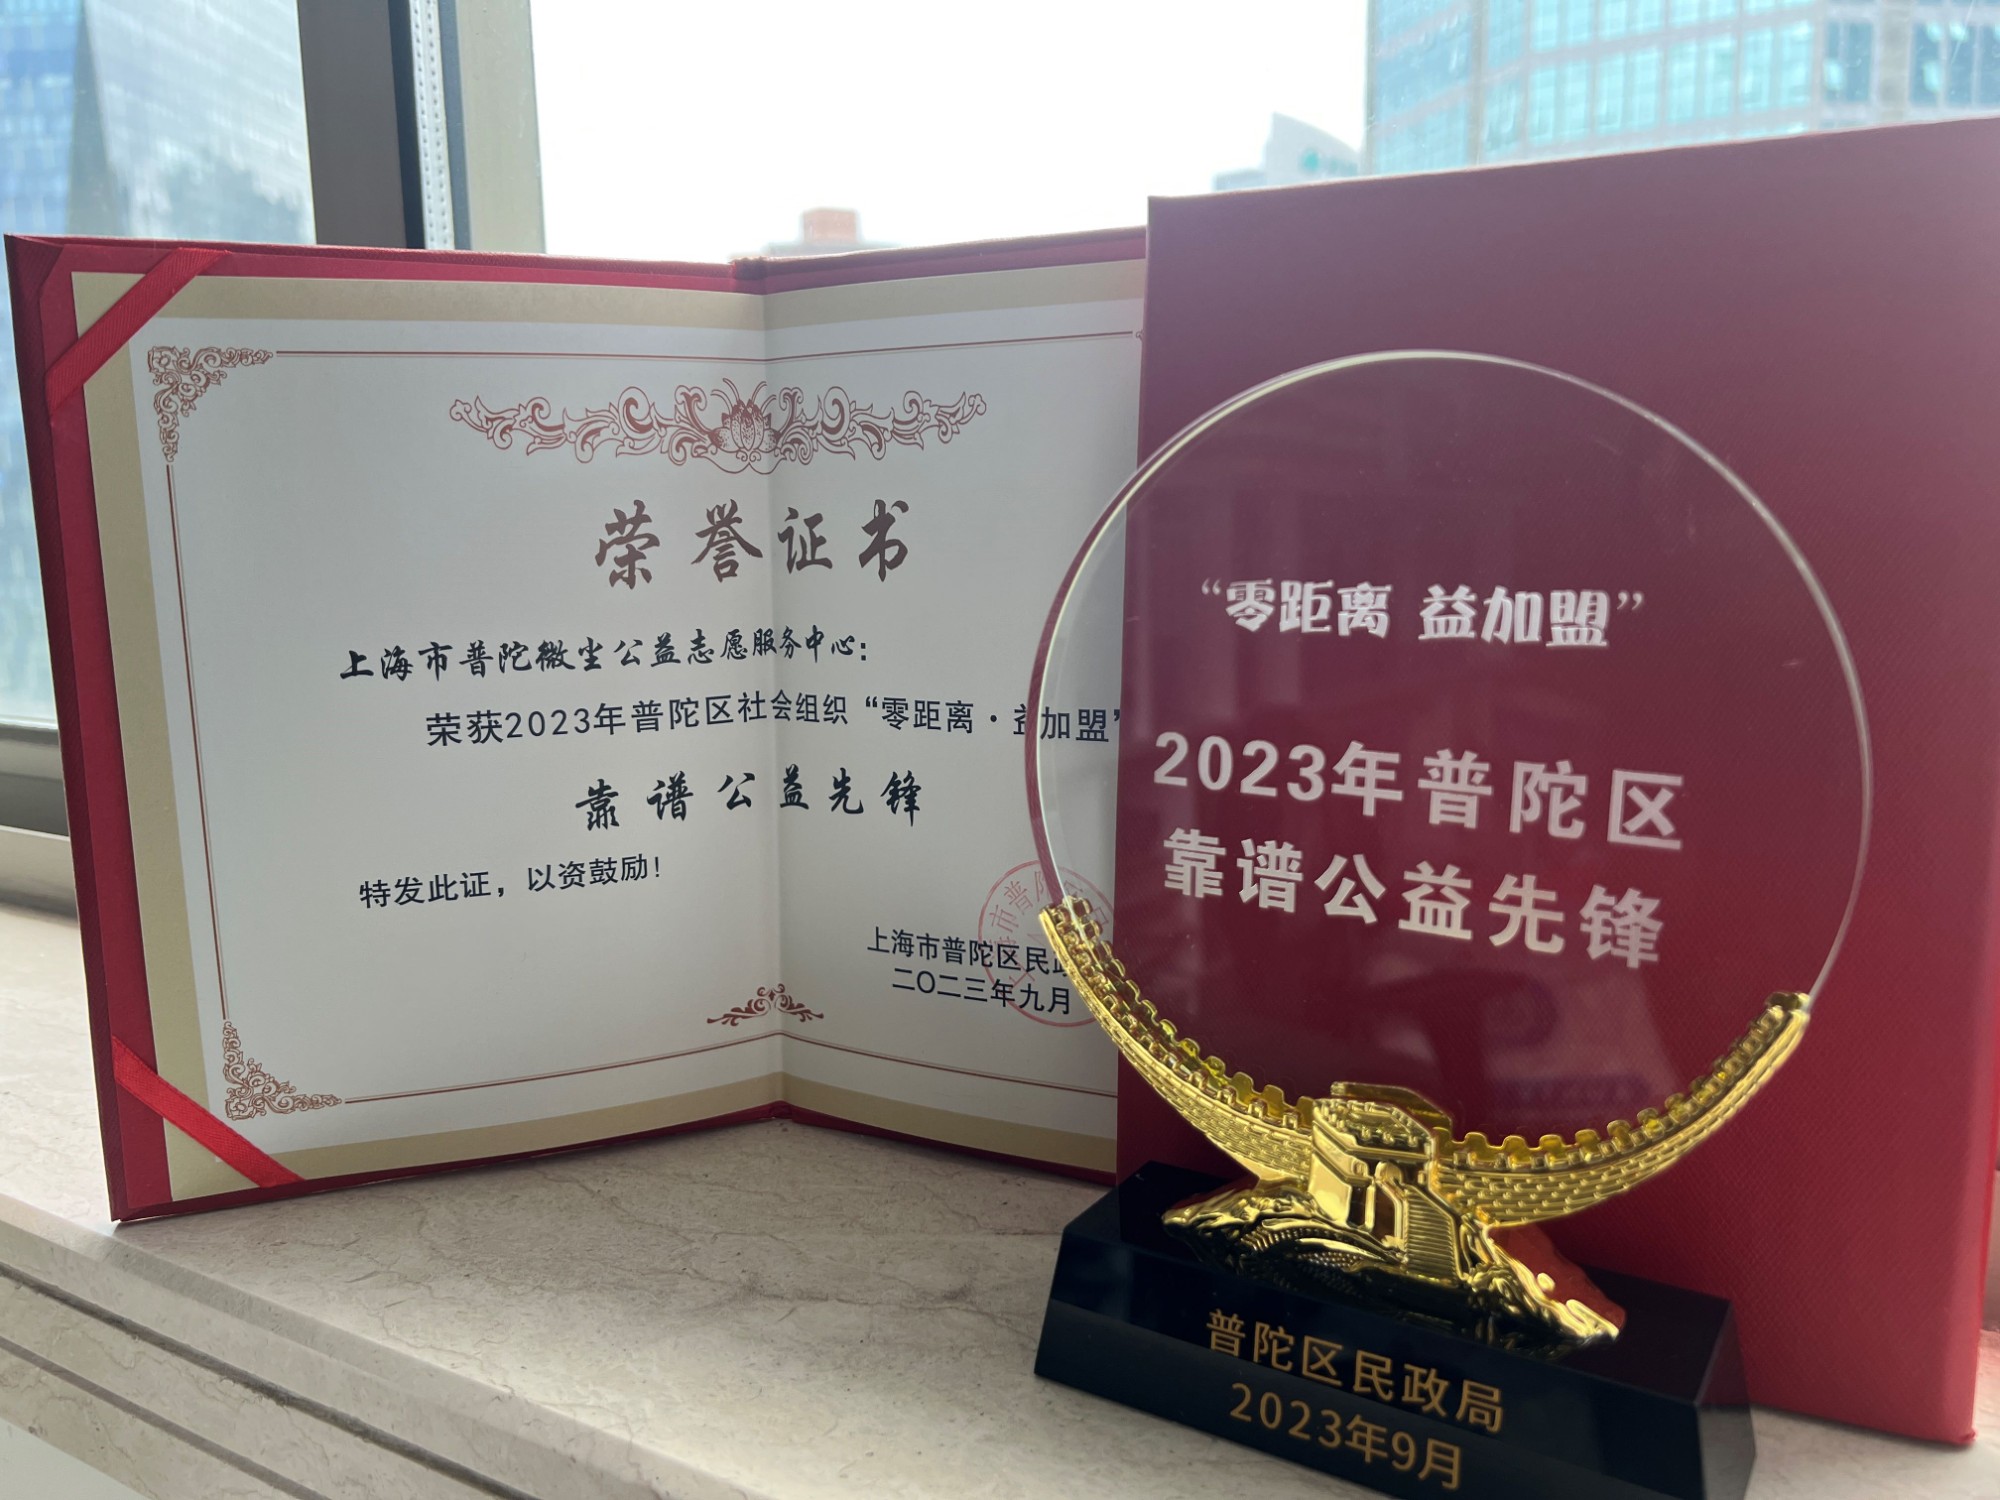 荣誉证书
上海市普陀微尘公益志愿服务中心:
荣获2023年普陀区社会组织“零距离·益加盟”
靠谱公益先锋
特发此证，以资鼓励!
上海市普陀区民政
二〇二三年九月
“零距离 益加盟”
2023年普陀区
靠谱公益先锋
普陀区民政局
2023年9月